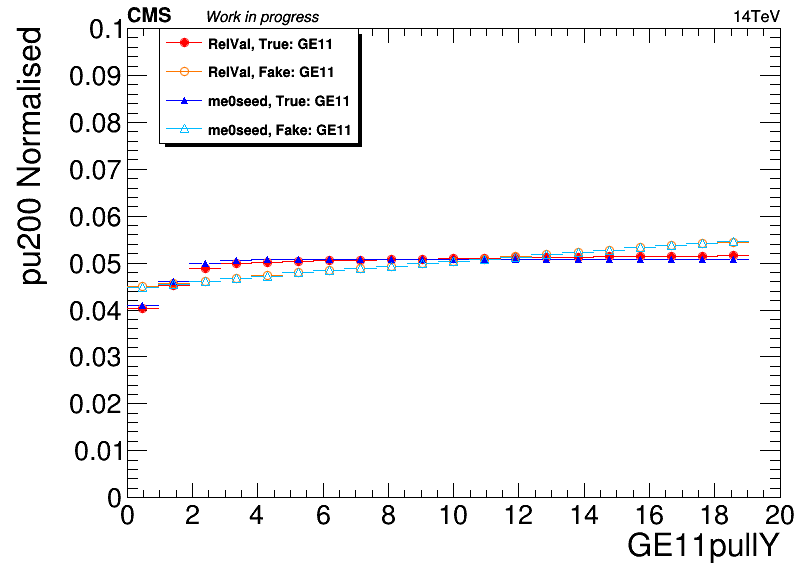 CMS Work in progress 14TeV
pu200 Normalised
0.1
0.09
0.08
0.07
0.06
0.05
0.04
0.03
0.02
0.01
0
RelVal, True: GE11
RelVal, Fake: GE11
me0seed, True: GE11
me0seed, Fake: GE11
0 2 4 6 8 10 12 14 16 18 20
GE11pullY